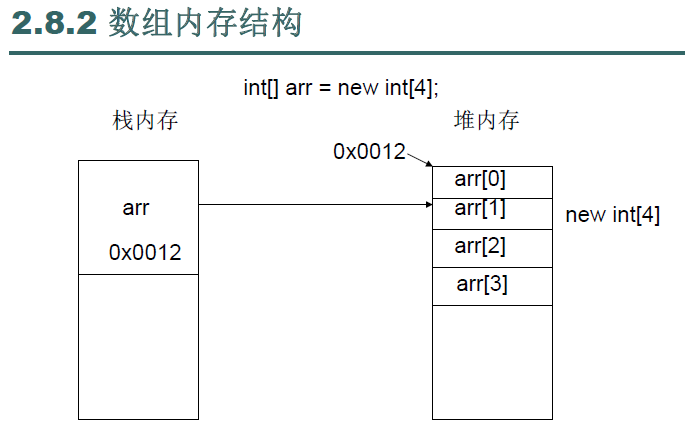 2.8.2 数组内存结构
int[] arr = new int[4];
栈内存
堆内存
0x0012
arr
0x0012
arr[0]
arr[1]
arr[2]
arr[3]
new int[4]